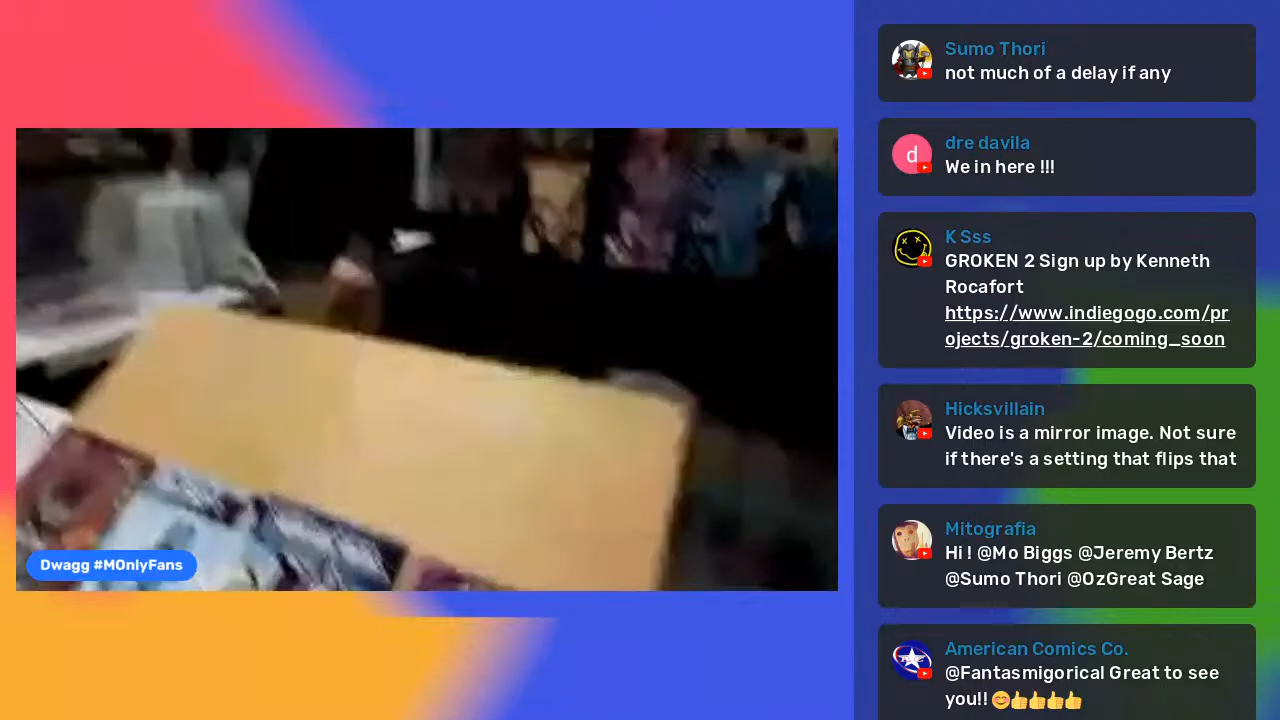 Sumo Thori
not much of a delay if any
d
dre davila
We in here !!!
K Sss
GROKEN 2 Sign up by Kenneth
Rocafort
https://www.indiegogo.com/pr
ojects/groken-2/coming_soon
Hicksvillain
Video is a mirror image. Not sure
if there's a setting that flips that
Mitografia
Hi ! @Mo Biggs @Jeremy Bertz
@Sumo Thori @OzGreat Sage
American Comics Co.
@Fantasmigorical Great to see
you!! 😊👍👍👍👍
Dwagg #MOnlyFans